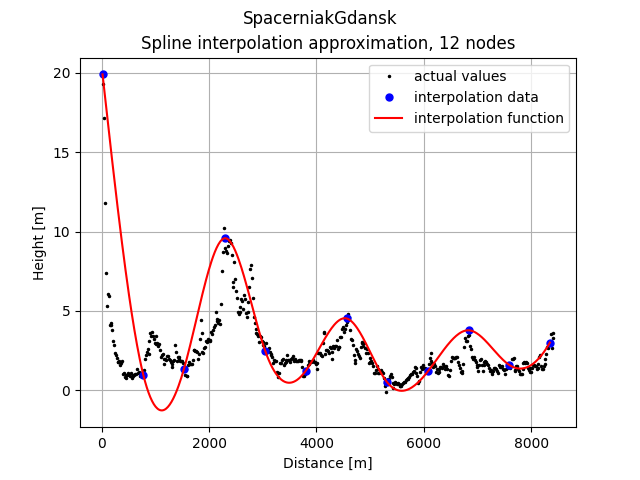 SpacerniakGdansk
Spline interpolation approximation, 12 nodes
actual values
interpolation data
interpolation function
Height [m]
20
15
10
5
0
0 2000 4000 6000 8000
Distance [m]